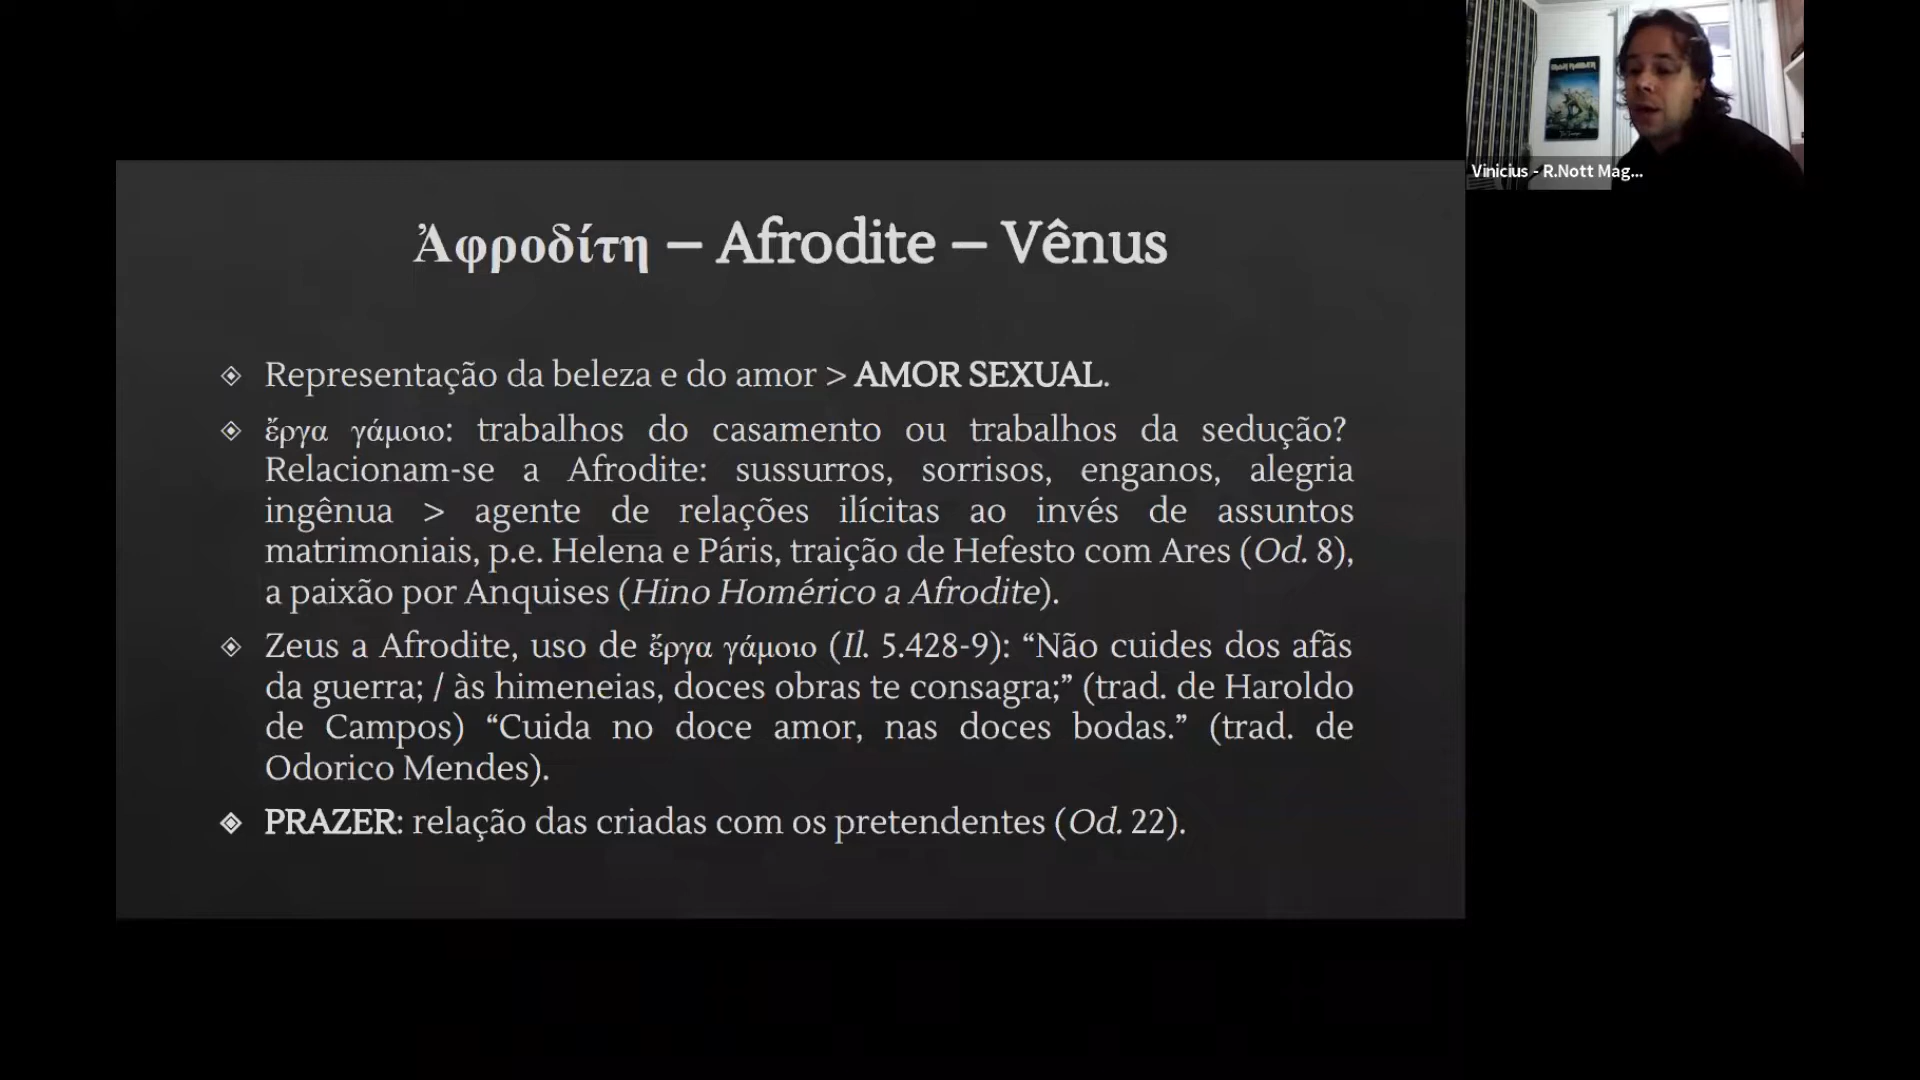 Ἀφροδίτη – Afrodite – Vênus
Representação da beleza e do amor > AMOR SEXUAL.
ἔργα γάμοιο: trabalhos do casamento ou trabalhos da sedução?
Relacionam-se a Afrodite: sussurros, sorrisos, enganos, alegria
ingênua > agente de relações ilícitas ao invés de assuntos
matrimoniais, p.e. Helena e Páris, traição de Hefesto com Ares (Od. 8),
a paixão por Anquises (Hino Homérico a Afrodite).
Zeus a Afrodite, uso de ἔργα γάμοιο (Il. 5.428-9): “Não cuides dos afãs
da guerra; / às himeneias, doces obras te consagra;” (trad. de Haroldo
de Campos) “Cuida no doce amor, nas doces bodas.” (trad. de
Odorico Mendes).
PRAZER: relação das criadas com os pretendentes (Od. 22).
IRON MAIDEN
Vinicius - R.Nott Mag...